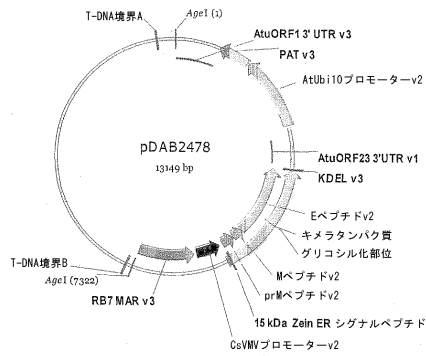 T-DNA境界A
AgeI (1)
AtuORF1 3' UTR v3
PAT v3
AtUbi10プロモーターv2
pDAB2478
13149 bp
AtuORF23 3'UTR v1
KDEL v3
Eペプチドv2
キメラタンパク質
グリコシル化部位
Mペプチドv2
prMペプチドv2
15 kDa Zein ER シグナルペプチド
CsVMVプロモーターv2
RB7 MAR v3
AgeI (7322)
T-DNA境界B